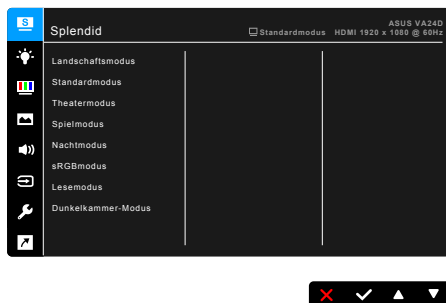 S
Splendid
Standardmodus
ASUS VA24D
HDMI 1920 x 1080 @ 60Hz
Landschaftsmodus
Standardmodus
Theatermodus
Spielmodus
Nachtmodus
sRGBmodus
Lesemodus
Dunkelkammer-Modus